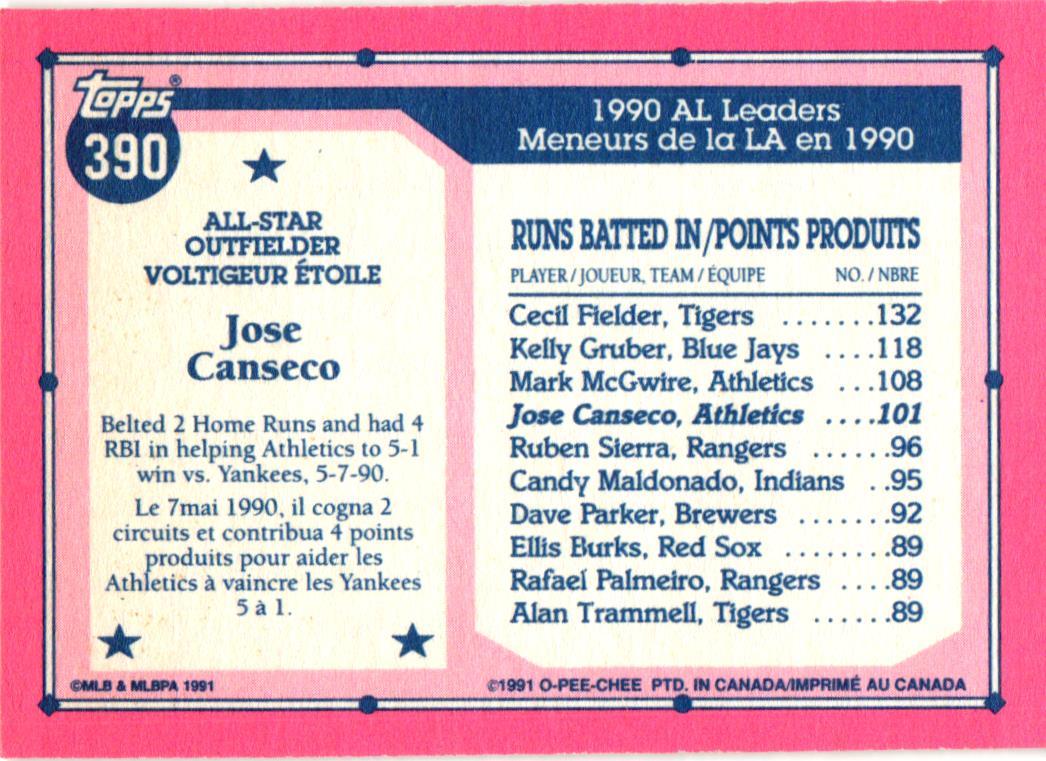 Topps®
390
1990 AL Leaders
Meneurs de la LA en 1990
ALL-STAR
OUTFIELDER
VOLTIGEUR ÉTOILE
Jose
Canseco
Belted 2 Home Runs and had 4
RBI in helping Athletics to 5-1
win vs. Yankees, 5-7-90.
Le 7mai 1990, il cogna 2
circuits et contribua 4 points
produits pour aider les
Athletics à vaincre les Yankees
5 à 1.
RUNS BATTED IN/POINTS PRODUITS
PLAYER/JOUEUR, TEAM/ÉQUIPE NO./NBRE
Cecil Fielder, Tigers .......132
Kelly Gruber, Blue Jays ....118
Mark McGwire, Athletics ...108
Jose Canseco, Athletics ....101
Ruben Sierra, Rangers ......96
Candy Maldonado, Indians ..95
Dave Parker, Brewers .......92
Ellis Burks, Red Sox ........89
Rafael Palmeiro, Rangers ....89
Alan Trammell, Tigers ......89
©MLB & MLBPA 1991
©1991 O-PEE-CHEE PTD. IN CANADA/IMPRIMÉ AU CANADA